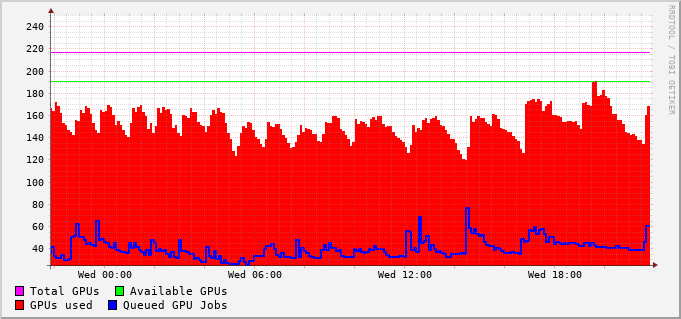 RRDTOOL / TOBI OETIKER
240
220
200
180
160
140
120
100
80
60
40
Wed 00:00 Wed 06:00 Wed 12:00 Wed 18:00
Total GPUs Available GPUs
GPUs used Queued GPU Jobs